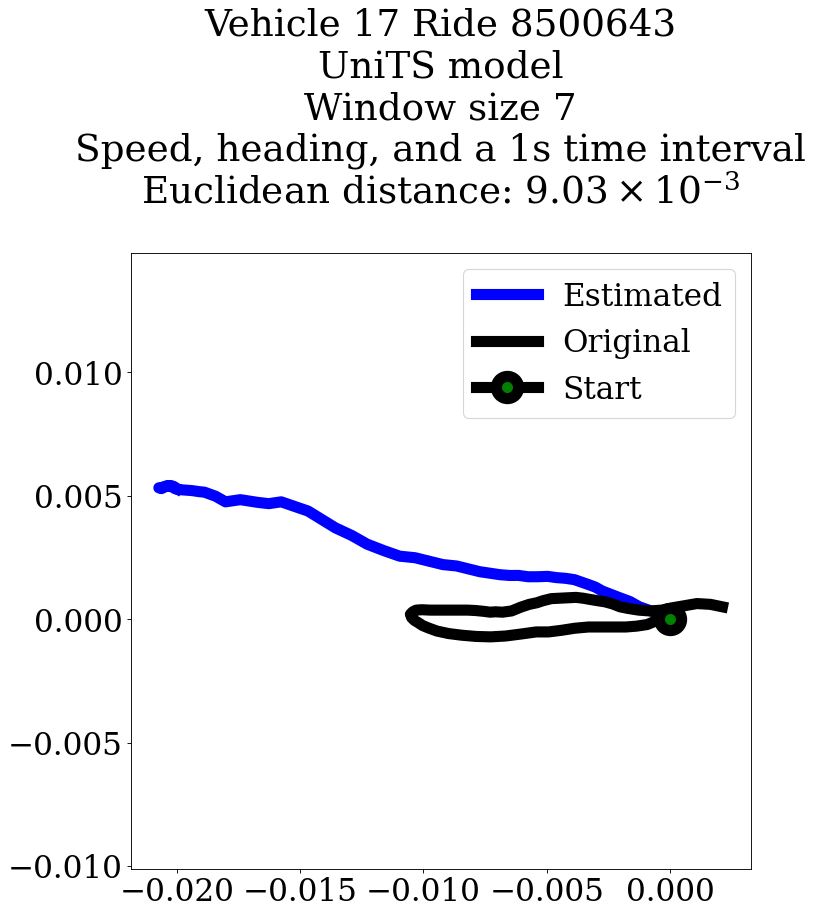 Vehicle 17 Ride 8500643
UniTS model
Window size 7
Speed, heading, and a 1s time interval
Euclidean distance: 9.03 × 10⁻³
Estimated
Original
Start
0.010
0.005
0.000
−0.005
−0.010
−0.020 −0.015 −0.010 −0.005 0.000